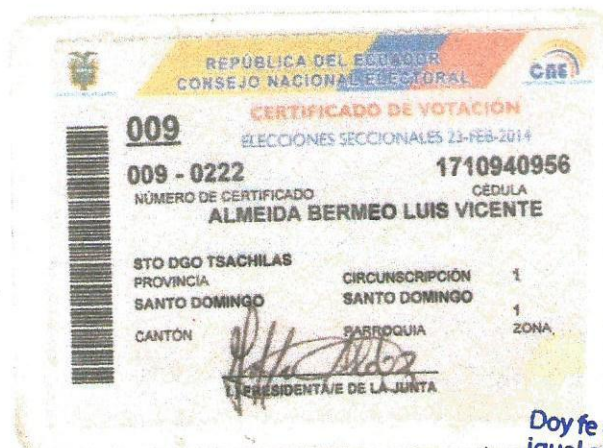 REPÚBLICA DEL ECUADOR
CONSEJO NACIONAL ELECTORAL
CNE
CERTIFICADO DE VOTACIÓN
009
ELECCIONES SECCIONALES 23-FEB-2014
009 - 0222 1710940956
NÚMERO DE CERTIFICADO CÉDULA
ALMEIDA BERMEO LUIS VICENTE
STO DGO TSACHILAS
PROVINCIA CIRCUNSCRIPCIÓN 1
SANTO DOMINGO SANTO DOMINGO
1
CANTÓN PARROQUIA ZONA
PRESIDENTA/E DE LA JUNTA
Doy fe